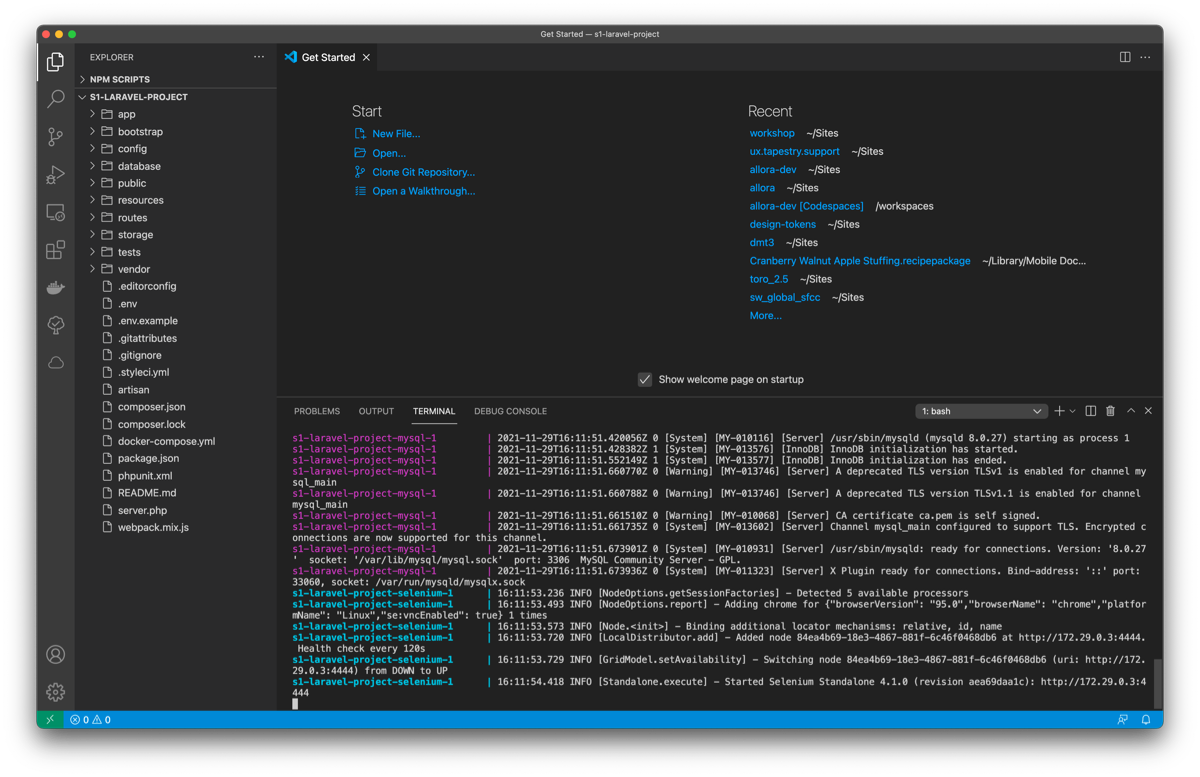 Get Started — s1-laravel-project
EXPLORER
NPM SCRIPTS
S1-LARAVEL-PROJECT
app
bootstrap
config
database
public
resources
routes
storage
tests
vendor
.editorconfig
.env
.env.example
.gitattributes
.gitignore
.styleci.yml
artisan
composer.json
composer.lock
docker-compose.yml
package.json
phpunit.xml
README.md
server.php
webpack.mix.js
Get Started
Start
New File...
Open...
Clone Git Repository...
Open a Walkthrough...
Recent
workshop ~/Sites
ux.tapestry.support ~/Sites
allora-dev ~/Sites
allora ~/Sites
allora-dev [Codespaces] /workspaces
design-tokens ~/Sites
dmt3 ~/Sites
Cranberry Walnut Apple Stuffing.recipepackage ~/Library/Mobile Doc...
toro_2.5 ~/Sites
sw_global_sfcc ~/Sites
More...
Show welcome page on startup
PROBLEMS OUTPUT TERMINAL DEBUG CONSOLE
1: bash
s1-laravel-project-mysql-1 | 2021-11-29T16:11:51.420056Z 0 [System] [MY-010116] [Server] /usr/sbin/mysqld (mysqld 8.0.27) starting as process 1
s1-laravel-project-mysql-1 | 2021-11-29T16:11:51.428382Z 1 [System] [MY-013576] [InnoDB] InnoDB initialization has started.
s1-laravel-project-mysql-1 | 2021-11-29T16:11:51.552149Z 1 [System] [MY-013577] [InnoDB] InnoDB initialization has ended.
s1-laravel-project-mysql-1 | 2021-11-29T16:11:51.660770Z 0 [Warning] [MY-013746] [Server] A deprecated TLS version TLSv1 is enabled for channel my
sql_main
s1-laravel-project-mysql-1 | 2021-11-29T16:11:51.660788Z 0 [Warning] [MY-013746] [Server] A deprecated TLS version TLSv1.1 is enabled for channel
mysql_main
s1-laravel-project-mysql-1 | 2021-11-29T16:11:51.661510Z 0 [Warning] [MY-010068] [Server] CA certificate ca.pem is self signed.
s1-laravel-project-mysql-1 | 2021-11-29T16:11:51.661735Z 0 [System] [MY-013602] [Server] Channel mysql_main configured to support TLS. Encrypted c
onnections are now supported for this channel.
s1-laravel-project-mysql-1 | 2021-11-29T16:11:51.673901Z 0 [System] [MY-010931] [Server] /usr/sbin/mysqld: ready for connections. Version: '8.0.27
' socket: '/var/lib/mysql/mysql.sock' port: 3306 MySQL Community Server - GPL.
s1-laravel-project-mysql-1 | 2021-11-29T16:11:51.673936Z 0 [System] [MY-011323] [Server] X Plugin ready for connections. Bind-address: '::' port:
33060, socket: /var/run/mysqld/mysqlx.sock
s1-laravel-project-selenium-1 | 16:11:53.236 INFO [NodeOptions.getSessionFactories] - Detected 5 available processors
s1-laravel-project-selenium-1 | 16:11:53.493 INFO [NodeOptions.report] - Adding chrome for {"browserVersion": "95.0","browserName": "chrome","platfor
mName": "Linux","se:vncEnabled": true} 1 times
s1-laravel-project-selenium-1 | 16:11:53.573 INFO [Node.<init>] - Binding additional locator mechanisms: relative, id, name
s1-laravel-project-selenium-1 | 16:11:53.720 INFO [LocalDistributor.add] - Added node 84ea4b69-18e3-4867-881f-6c46f0468db6 at http://172.29.0.3:4444.
Health check every 120s
s1-laravel-project-selenium-1 | 16:11:53.729 INFO [GridModel.setAvailability] - Switching node 84ea4b69-18e3-4867-881f-6c46f0468db6 (uri: http://172.
29.0.3:4444) from DOWN to UP
s1-laravel-project-selenium-1 | 16:11:54.418 INFO [Standalone.execute] - Started Selenium Standalone 4.1.0 (revision aea69daa1c): http://172.29.0.3:4
444
0 0